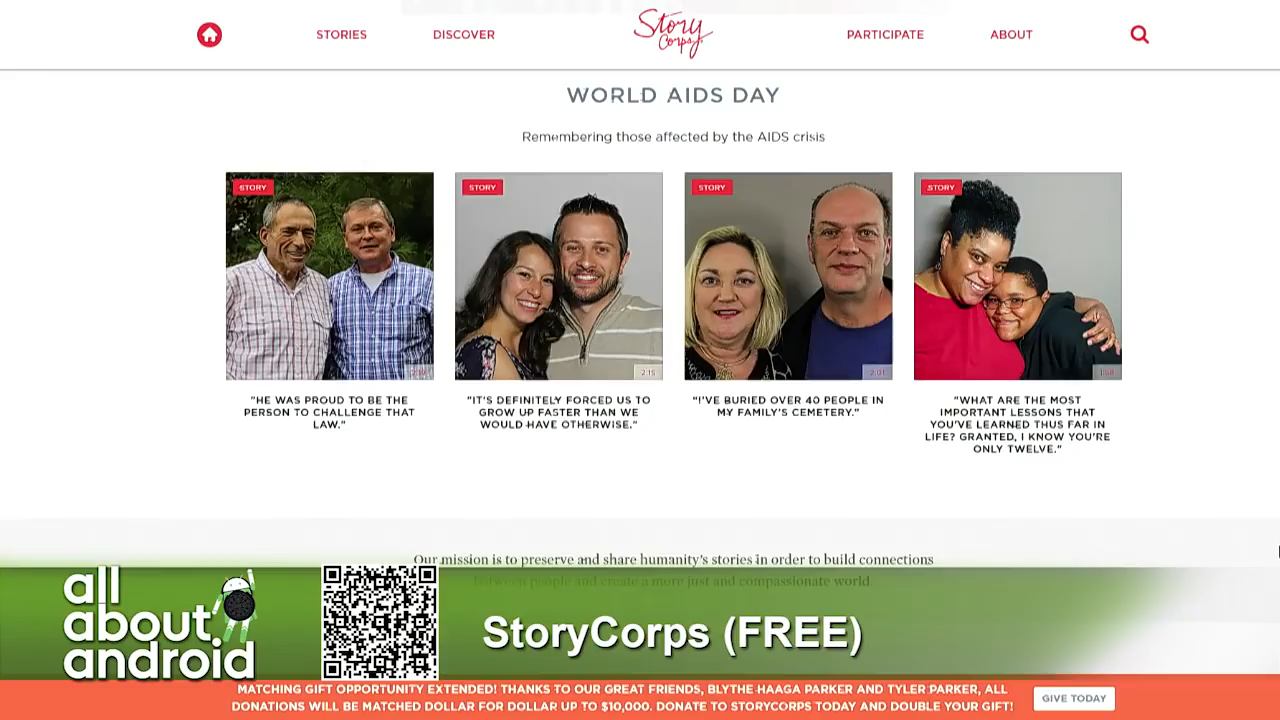 STORIES
DISCOVER
Story
Corps
PARTICIPATE
ABOUT
WORLD AIDS DAY
Remembering those affected by the AIDS crisis
STORY
STORY
STORY
STORY
2:15
2:01
"HE WAS PROUD TO BE THE
PERSON TO CHALLENGE THAT
LAW."
"IT'S DEFINITELY FORCED US TO
GROW UP FASTER THAN WE
WOULD HAVE OTHERWISE."
"I'VE BURIED OVER 40 PEOPLE IN
MY FAMILY'S CEMETERY."
"WHAT ARE THE MOST
IMPORTANT LESSONS THAT
YOU'VE LEARNED THUS FAR IN
LIFE? GRANTED, I KNOW YOU'RE
ONLY TWELVE."
Our mission is to preserve and share humanity's stories in order to build connections
between people and create a more just and compassionate world.
all
about
android
StoryCorps (FREE)
MATCHING GIFT OPPORTUNITY EXTENDED! THANKS TO OUR GREAT FRIENDS, BLYTHE HAAGA PARKER AND TYLER PARKER, ALL
DONATIONS WILL BE MATCHED DOLLAR FOR DOLLAR UP TO $10,000. DONATE TO STORYCORPS TODAY AND DOUBLE YOUR GIFT!
GIVE TODAY